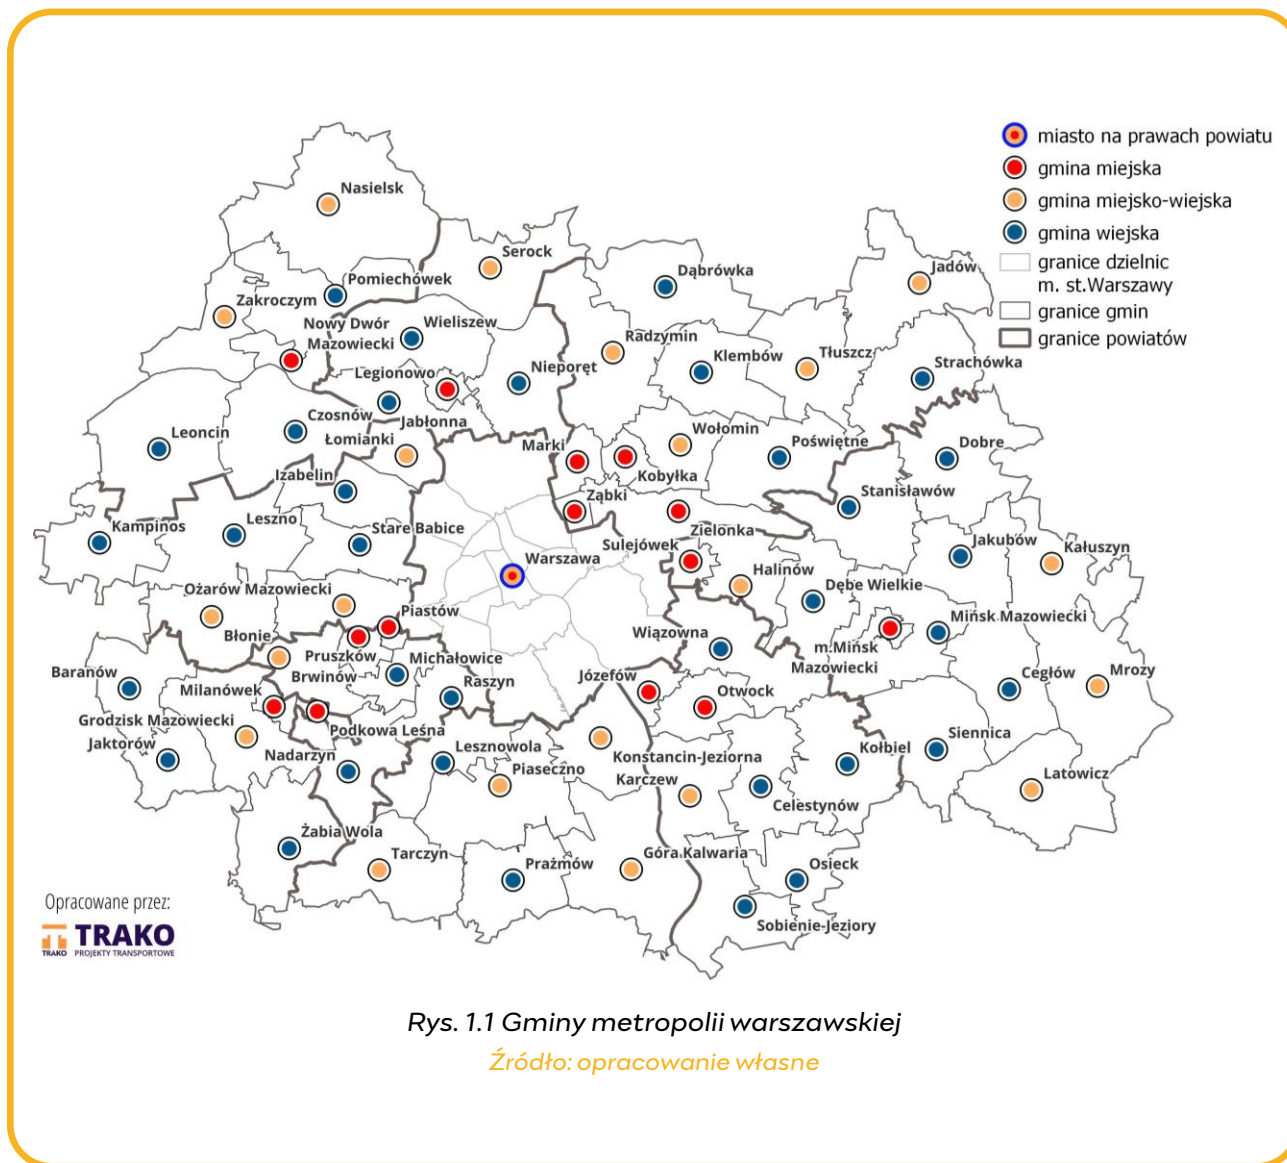 miasto na prawach powiatu
gmina miejska
gmina miejsko-wiejska
gmina wiejska
granice dzielnic
m. st.Warszawy
granice gmin
granice powiatów
Nasielsk
Serock
Dąbrówka
Jadów
Pomiechówek
Zakroczym
Nowy Dwór
Mazowiecki
Wieliszew
Radzymin
Klembów
Tłuszcz
Strachówka
Legionowo
Nieporęt
Czosnów
Jabłonna
Leoncin
Łomianki
Marki
Kobyłka
Wołomin
Poświętne
Dobre
Izabelin
Ząbki
Stanisławów
Kampinos
Leszno
Stare Babice
Zielonka
Sulejówek
Warszawa
Jakubów
Kałuszyn
Halinów
Dębe Wielkie
Ożarów Mazowiecki
Piastów
Mińsk Mazowiecki
Błonie
Pruszków
Michałowice
Wiązowna
m.Mińsk
Mazowiecki
Baranów
Milanówek
Brwinów
Raszyn
Józefów
Otwock
Cegłów
Mrozy
Grodzisk Mazowiecki
Podkowa Leśna
Jaktorów
Nadarzyn
Lesznowola
Konstancin-Jeziorna
Kołbiel
Siennica
Piaseczno
Karczew
Celestynów
Latowicz
Żabia Wola
Tarczyn
Prażmów
Góra Kalwaria
Osieck
Sobienie-Jeziory
Opracowane przez:
TRAKO
TRAKO PROJEKTY TRANSPORTOWE
Rys. 1.1 Gminy metropolii warszawskiej
Źródło: opracowanie własne